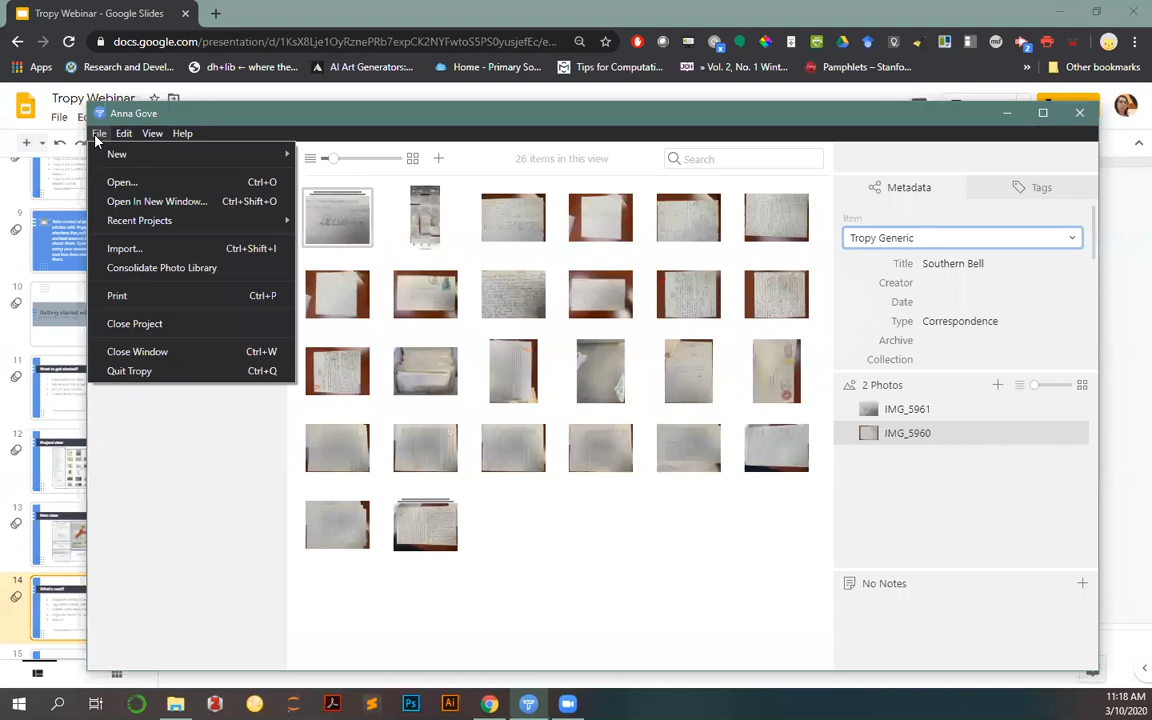 Tropy Webinar - Google Slides
docs.google.com/presentation/d/1KsX8Lje1OyRznePRb7expCK2NYFwtoS5PS0yusjefEc/e...
Apps
Research and Devel...
dh+lib ← where the...
AI Art Generators:...
Home - Primary So...
Tips for Computati...
» Vol. 2, No. 1 Wint...
Pamphlets – Stanfo...
»
Other bookmarks
Tropy Webinar
File
Anna Gove
File Edit View Help
New
Open... Ctrl+O
Open In New Window... Ctrl+Shift+O
Recent Projects
Import... Ctrl+Shift+I
Consolidate Photo Library
Print Ctrl+P
Close Project
Close Window Ctrl+W
Quit Tropy Ctrl+Q
26 items in this view
Search
Metadata
Tags
Item
Tropy Generic
Title Southern Bell
Creator
Date
Type Correspondence
Archive
Collection
2 Photos
IMG_5961
IMG_5960
No Notes
9
10
11
12
13
14
What's next?
15
11:18 AM
3/10/2020